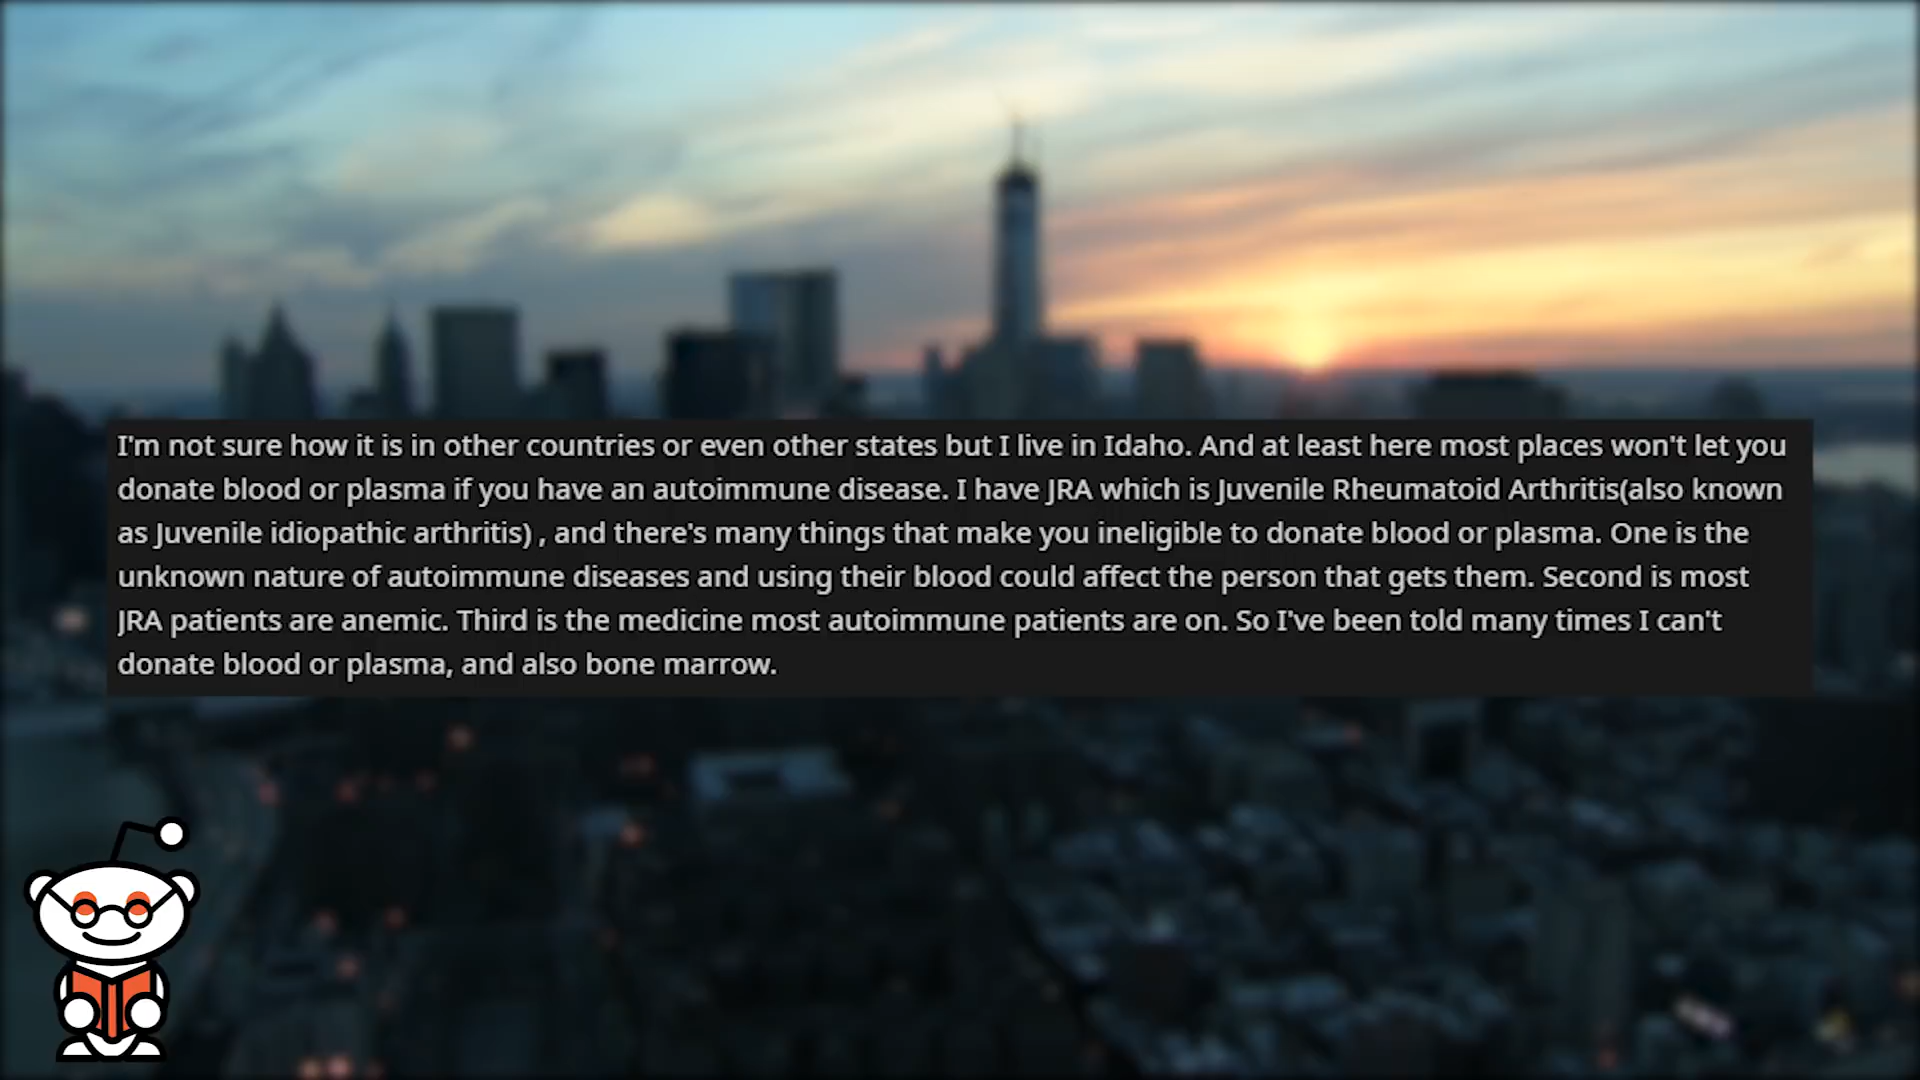 I'm not sure how it is in other countries or even other states but I live in Idaho. And at least here most places won't let you
donate blood or plasma if you have an autoimmune disease. I have JRA which is Juvenile Rheumatoid Arthritis(also known
as Juvenile idiopathic arthritis) , and there's many things that make you ineligible to donate blood or plasma. One is the
unknown nature of autoimmune diseases and using their blood could affect the person that gets them. Second is most
JRA patients are anemic. Third is the medicine most autoimmune patients are on. So I've been told many times I can't
donate blood or plasma, and also bone marrow.